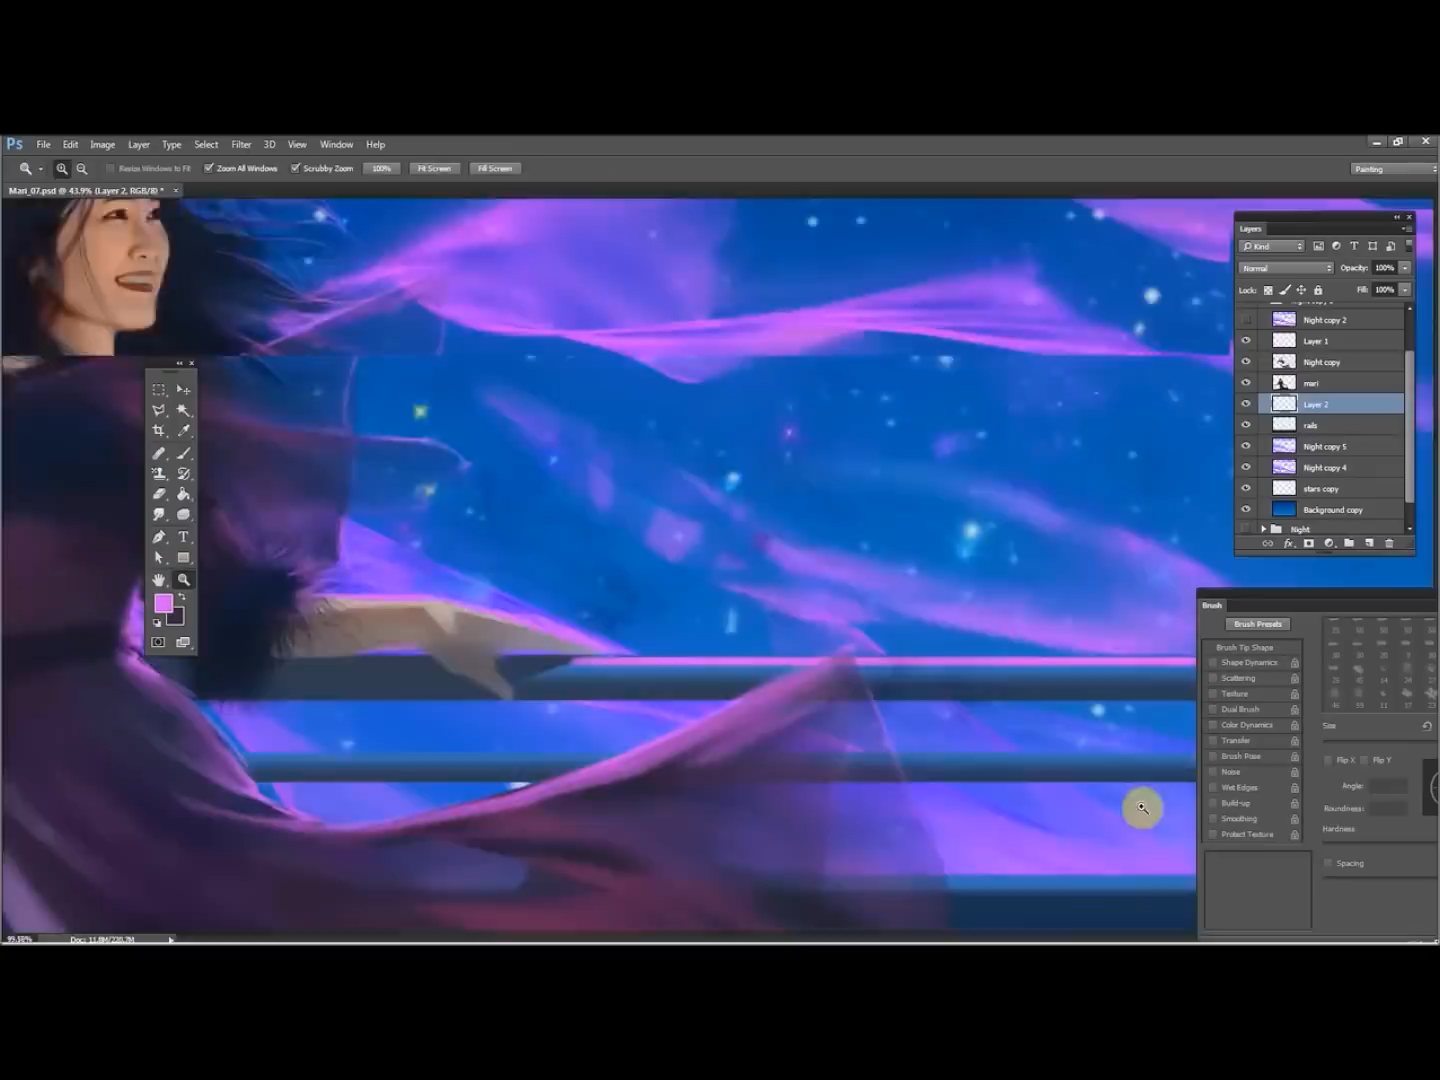 Ps File Edit Image Layer Type Select Filter 3D View Window Help
Resize Windows to Fit Zoom All Windows Scrubby Zoom 100% Fit Screen Fill Screen Painting
Mari_07.psd @ 43.9% (Layer 2, RGB/8) * ×
Layers
Kind
Normal Opacity: 100%
Lock: Fill: 100%
Night copy 2
Layer 1
Night copy
mari
Layer 2
rails
Night copy 5
Night copy 4
stars copy
Background copy
Night
fx
Brush
Brush Presets
Brush Tip Shape
Shape Dynamics
Scattering
Texture
Dual Brush
Color Dynamics
Transfer
Brush Pose
Noise
Wet Edges
Build-up
Smoothing
Protect Texture
Size
Flip X Flip Y
Angle:
Roundness:
Hardness
Spacing
99.58% Doc: 11.8M/220.7M